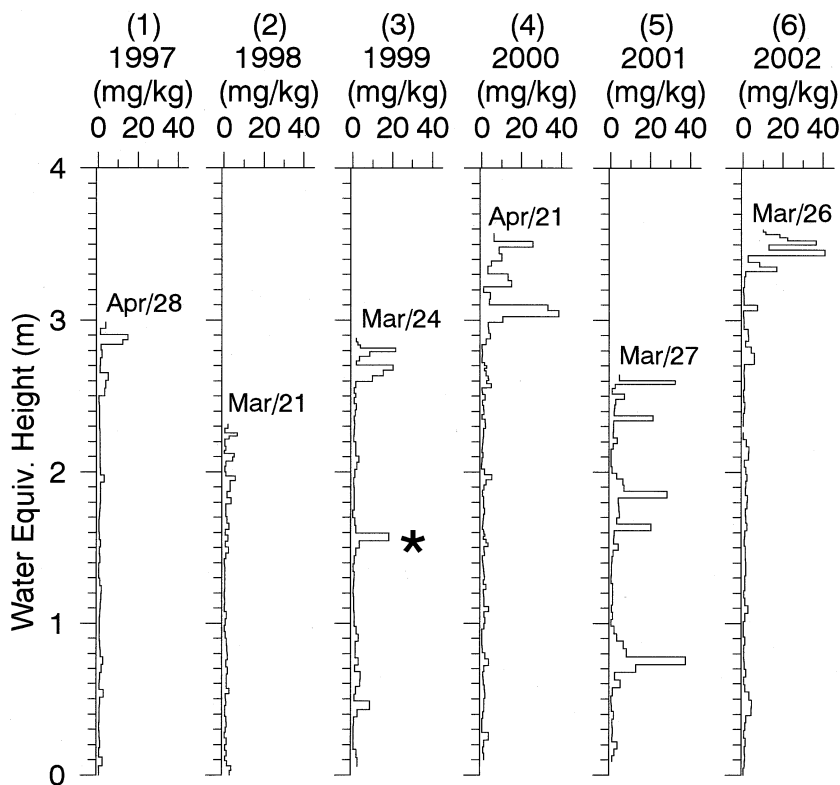 (1) (2) (3) (4) (5) (6)
1997 1998 1999 2000 2001 2002
(mg/kg) (mg/kg) (mg/kg) (mg/kg) (mg/kg) (mg/kg)
0 20 40 0 20 40 0 20 40 0 20 40 0 20 40 0 20 40
4
Apr/21 Mar/26
Apr/28
3
Mar/24
Mar/27
Mar/21
2
*
1
0
Water Equiv. Height (m)